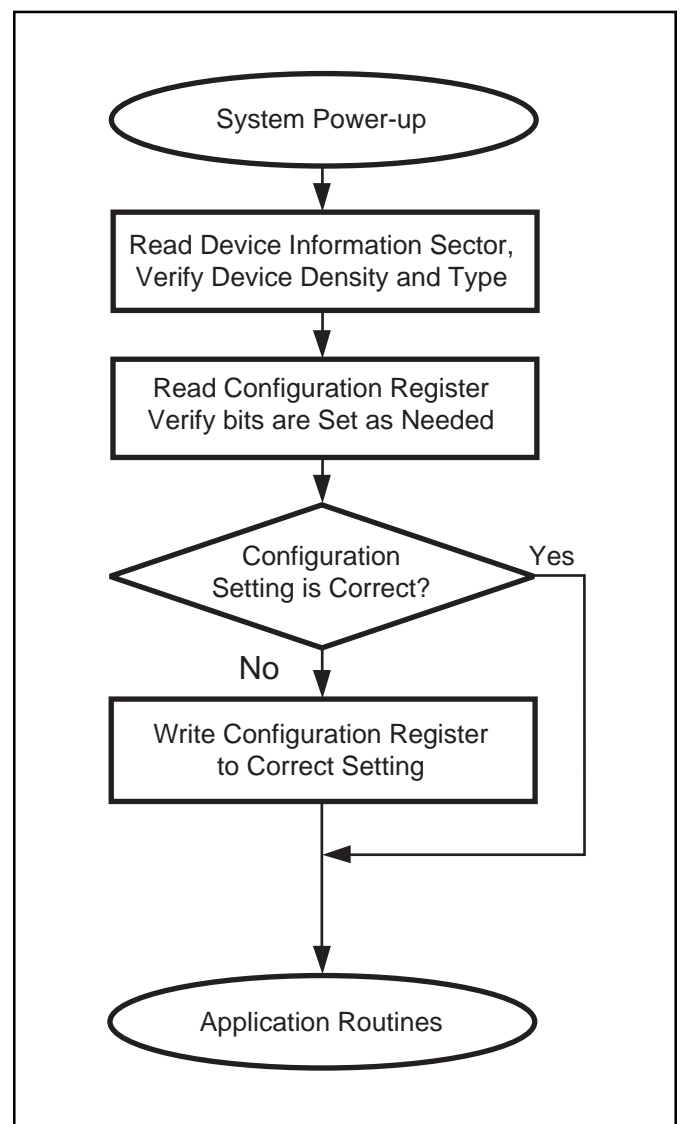 System Power-up
Read Device Information Sector,
Verify Device Density and Type
Read Configuration Register
Verify bits are Set as Needed
Configuration
Setting is Correct?
Yes
No
Write Configuration Register
to Correct Setting
Application Routines